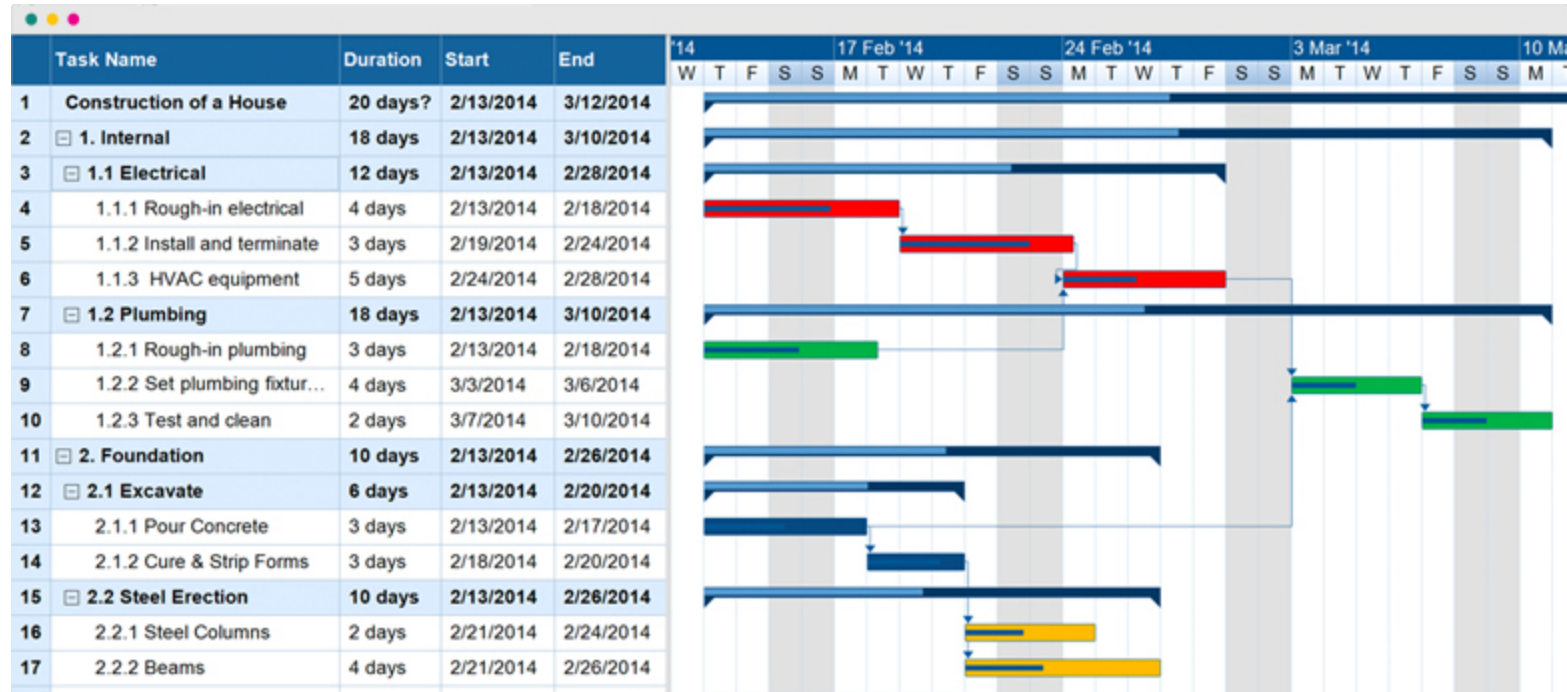 Task Name Duration Start End '14 17 Feb '14 24 Feb '14 3 Mar '14 10
W T F S S M T W T F S S M T W T F S S M T W T F S S M
1 Construction of a House 20 days? 2/13/2014 3/12/2014
2 1. Internal 18 days 2/13/2014 3/10/2014
3 1.1 Electrical 12 days 2/13/2014 2/28/2014
4 1.1.1 Rough-in electrical 4 days 2/13/2014 2/18/2014
5 1.1.2 Install and terminate 3 days 2/19/2014 2/24/2014
6 1.1.3 HVAC equipment 5 days 2/24/2014 2/28/2014
7 1.2 Plumbing 18 days 2/13/2014 3/10/2014
8 1.2.1 Rough-in plumbing 3 days 2/13/2014 2/18/2014
9 1.2.2 Set plumbing fixtur... 4 days 3/3/2014 3/6/2014
10 1.2.3 Test and clean 2 days 3/7/2014 3/10/2014
11 2. Foundation 10 days 2/13/2014 2/26/2014
12 2.1 Excavate 6 days 2/13/2014 2/20/2014
13 2.1.1 Pour Concrete 3 days 2/13/2014 2/17/2014
14 2.1.2 Cure & Strip Forms 3 days 2/18/2014 2/20/2014
15 2.2 Steel Erection 10 days 2/13/2014 2/26/2014
16 2.2.1 Steel Columns 2 days 2/21/2014 2/24/2014
17 2.2.2 Beams 4 days 2/21/2014 2/26/2014